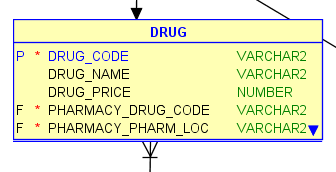 DRUG
P * DRUG_CODE VARCHAR2
DRUG_NAME VARCHAR2
DRUG_PRICE NUMBER
F * PHARMACY_DRUG_CODE VARCHAR2
F * PHARMACY_PHARM_LOC VARCHAR2